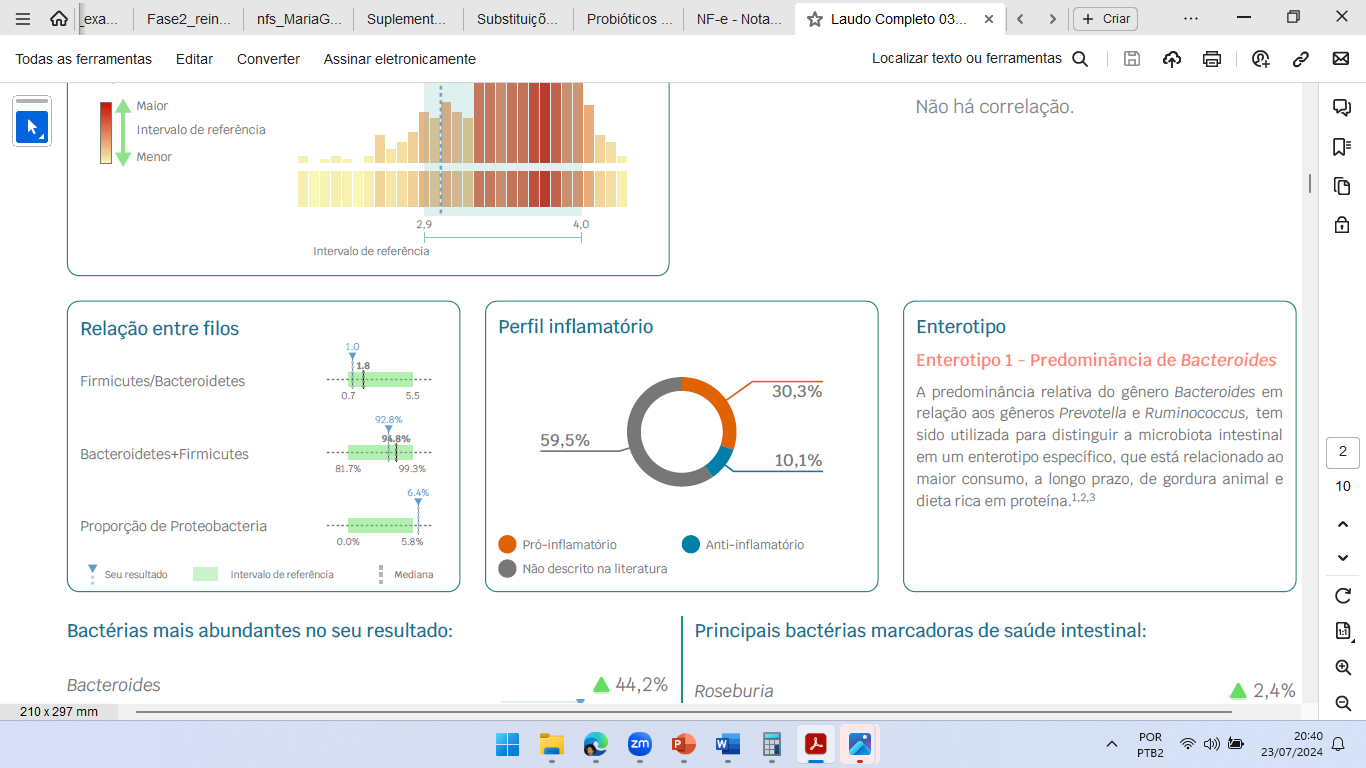 _exa...
Fase2_rein...
nfs_MariaG...
Suplement...
Substituiçõ...
Probióticos ...
NF-e - Nota...
Laudo Completo 03...
Criar
Todas as ferramentas
Editar
Converter
Assinar eletronicamente
Localizar texto ou ferramentas
Maior
Intervalo de referência
Menor
2,9
4,0
Intervalo de referência
Não há correlação.
Relação entre filos
1.0
1.8
Firmicutes/Bacteroidetes
0.7
5.5
92.8%
94.8%
Bacteroidetes+Firmicutes
81.7%
99.3%
6.4%
Proporção de Proteobacteria
0.0%
5.8%
Seu resultado
Intervalo de referência
Mediana
Perfil inflamatório
30,3%
59,5%
10,1%
Pró-inflamatório
Anti-inflamatório
Não descrito na literatura
Enterotipo
Enterotipo 1 - Predominância de Bacteroides
A predominância relativa do gênero Bacteroides em
relação aos gêneros Prevotella e Ruminococcus, tem
sido utilizada para distinguir a microbiota intestinal
em um enterotipo específico, que está relacionado ao
maior consumo, a longo prazo, de gordura animal e
dieta rica em proteína.1,2,3
Bactérias mais abundantes no seu resultado:
Bacteroides
44,2%
Principais bactérias marcadoras de saúde intestinal:
Roseburia
2,4%
2
10
1:1
210 x 297 mm
zm
P
W
POR
PTB2
20:40
23/07/2024